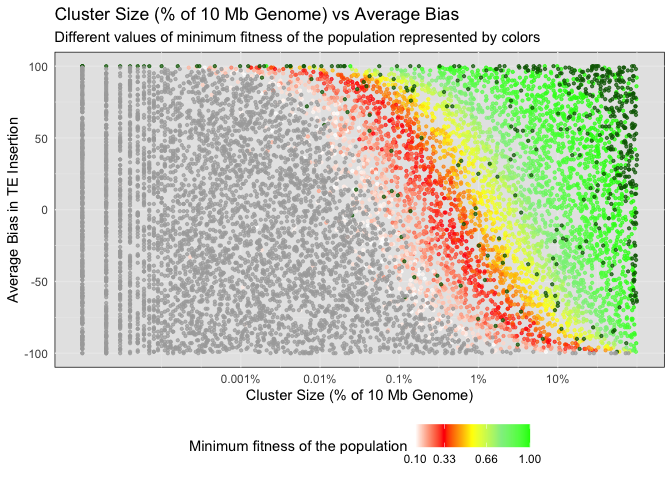 Cluster Size (% of 10 Mb Genome) vs Average Bias
Different values of minimum fitness of the population represented by colors
Average Bias in TE Insertion
100
50
0
-50
-100
0.001% 0.01% 0.1% 1% 10%
Cluster Size (% of 10 Mb Genome)
Minimum fitness of the population
0.10 0.33 0.66 1.00